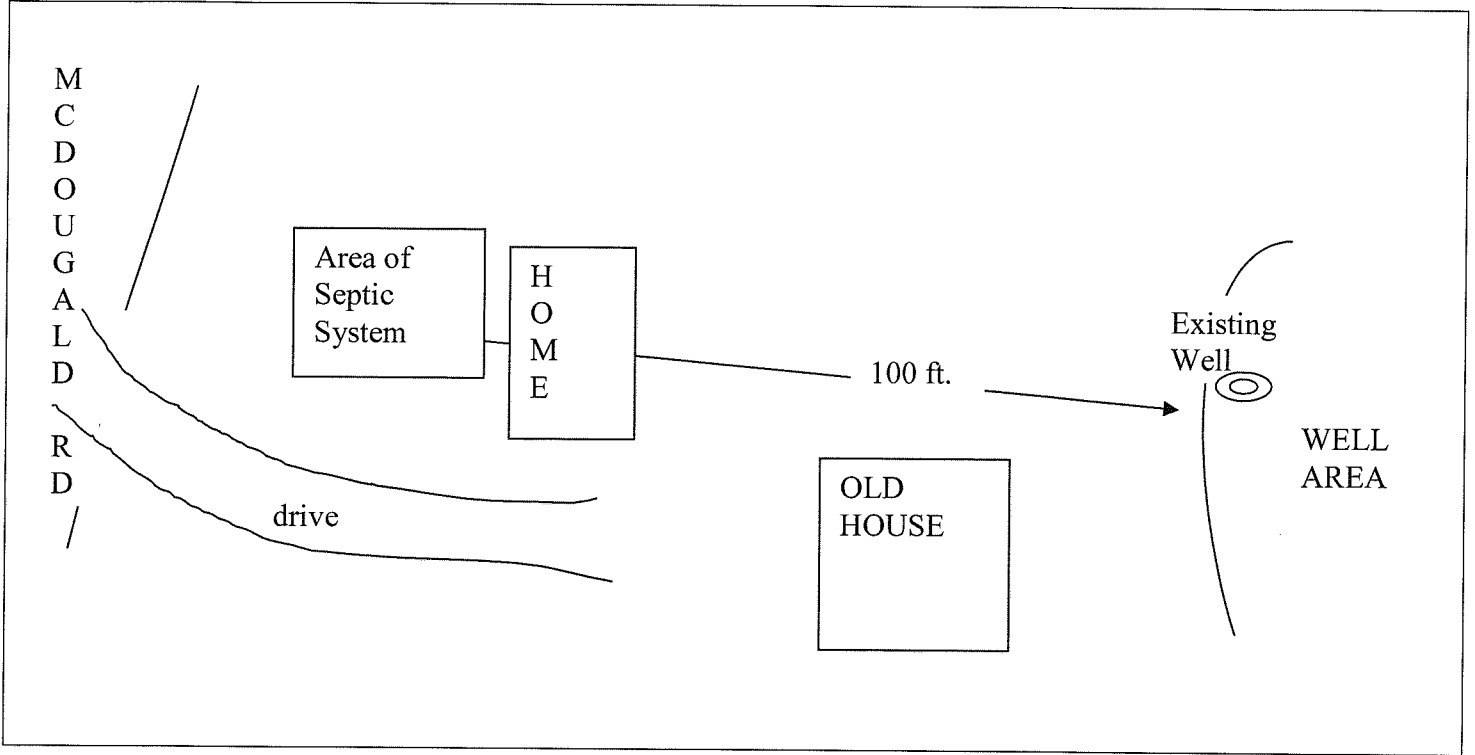 M
C
D
O
U
G
A
L
D
R
D
Area of
Septic
System
H
O
M
E
100 ft.
Existing
Well
WELL
AREA
OLD
HOUSE
drive